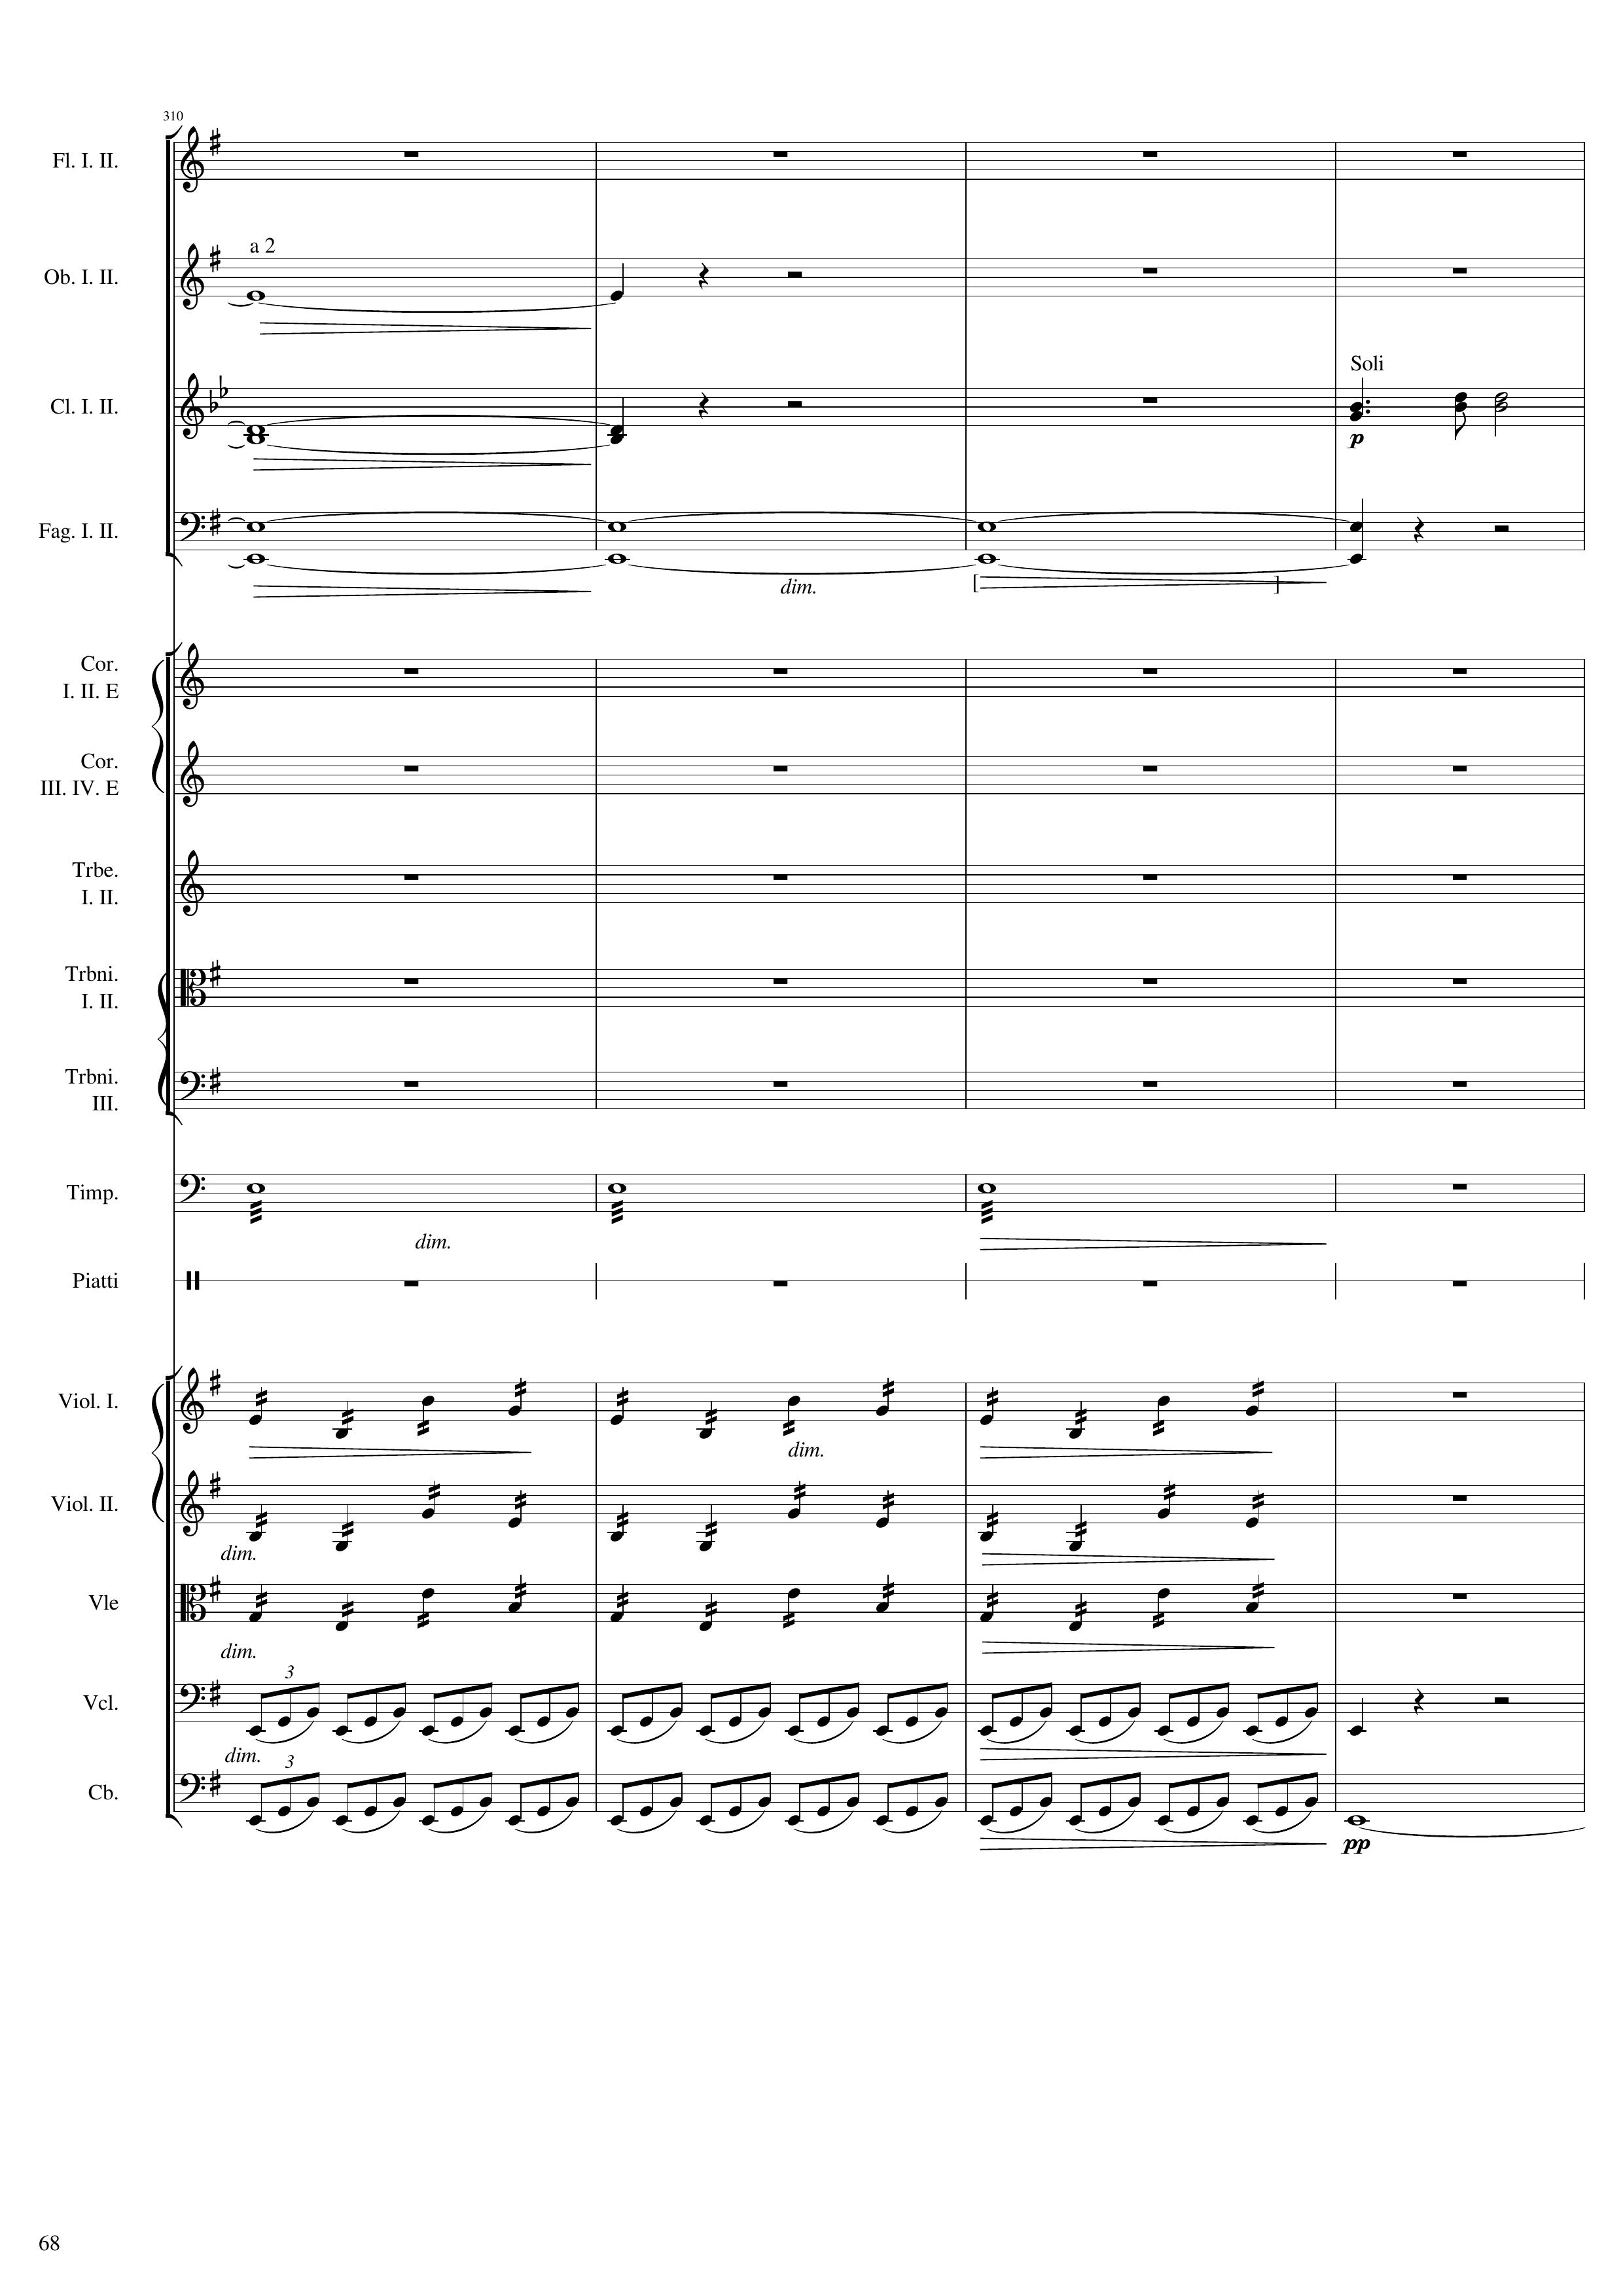 310
Fl. I. II.
a 2
Ob. I. II.
Soli
Cl. I. II.
p
Fag. I. II.
dim.
[ ]
Cor.
I. II. E
Cor.
III. IV. E
Trbe.
I. II.
Trbni.
I. II.
Trbni.
III.
Timp.
dim.
Piatti
Viol. I.
dim.
Viol. II.
dim.
Vle
dim.
3
Vcl.
dim.
3
Cb.
pp
68